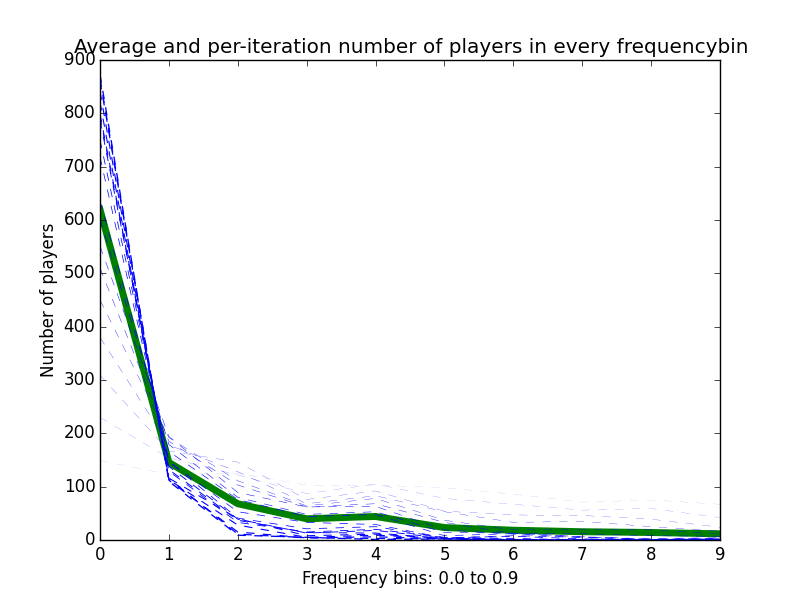 Average and per-iteration number of players in every frequencybin
900
800
700
600
500
400
300
200
100
0
Number of players
0 1 2 3 4 5 6 7 8 9
Frequency bins: 0.0 to 0.9